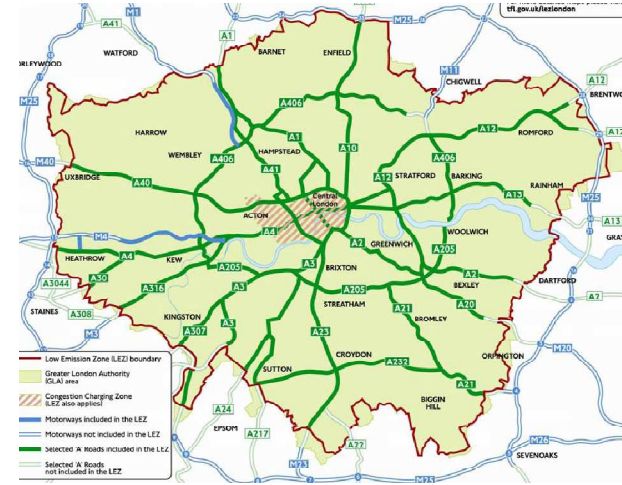 tfl.gov.uk/lezlondon
M1
A41
WATFORD
A1
M25
BARNET
ENFIELD
M11
CHIGWELL
A12
M25
A406
HARROW
A1
A12
ROMFORD
WEMBLEY
A406
HAMPSTEAD
A10
A406
M40
A41
A12
STRATFORD
BARKING
UXBRIDGE
A40
A13
RAINHAM
Central
London
M25
ACTON
A4
A13
M4
WOOLWICH
A2
GREENWICH
A205
HEATHROW
A4
KEW
A205
A3
BRIXTON
A30
A2
A3044
A316
A3
A205
BEXLEY
DARTFORD
A2
STAINES
A308
STREATHAM
A21
A20
M3
KINGSTON
A307
A3
A23
BROMLEY
M20
Low Emission Zone (LEZ) boundary
CROYDON
ORPINGTON
Greater London Authority
(GLA) area
SUTTON
A232
A21
Congestion Charging Zone
(LEZ also applies)
BIGGIN
HILL
Motorways included in the LEZ
A24
EPSOM
Motorways not included in the LEZ
A217
M26
Selected 'A' Roads included in the LEZ
A22
SEVENOAKS
Selected 'A' Roads
not included in the LEZ
M23
M25